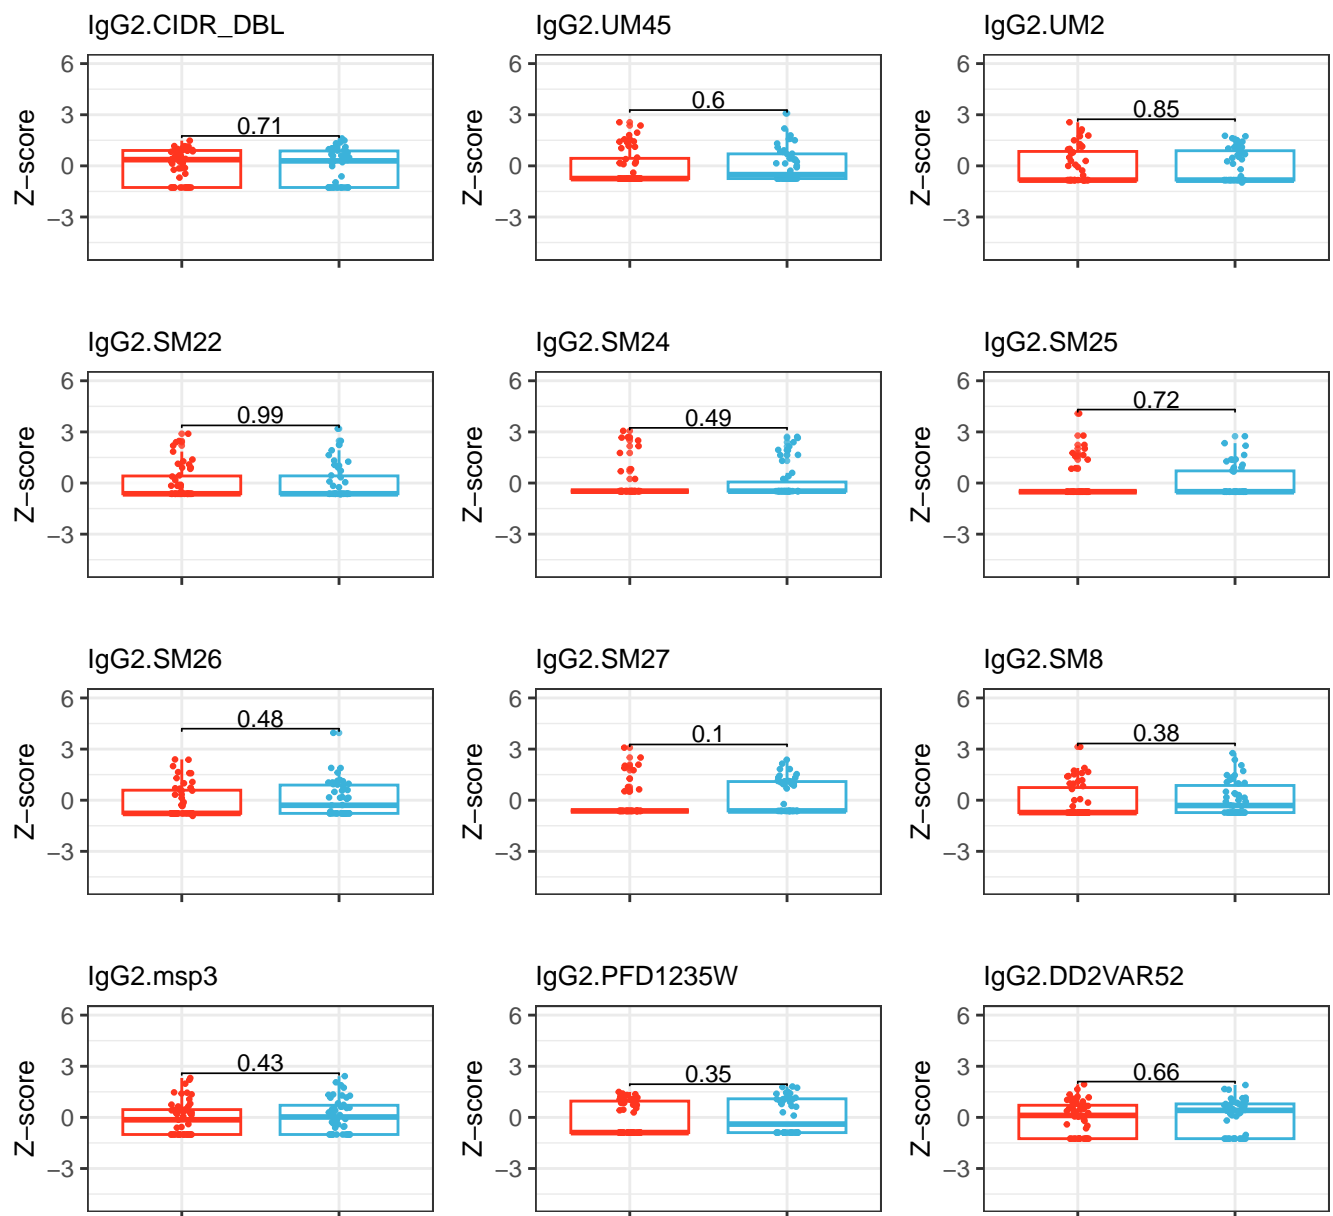 IgG2.CIDR_DBL
IgG2.UM45
IgG2.UM2
6
3
0
−3
Z−score
0.71
6
3
0
−3
Z−score
0.6
6
3
0
−3
Z−score
0.85
IgG2.SM22
IgG2.SM24
IgG2.SM25
6
3
0
−3
Z−score
0.99
6
3
0
−3
Z−score
0.49
6
3
0
−3
Z−score
0.72
IgG2.SM26
IgG2.SM27
IgG2.SM8
6
3
0
−3
Z−score
0.48
6
3
0
−3
Z−score
0.1
6
3
0
−3
Z−score
0.38
IgG2.msp3
IgG2.PFD1235W
IgG2.DD2VAR52
6
3
0
−3
Z−score
0.43
6
3
0
−3
Z−score
0.35
6
3
0
−3
Z−score
0.66